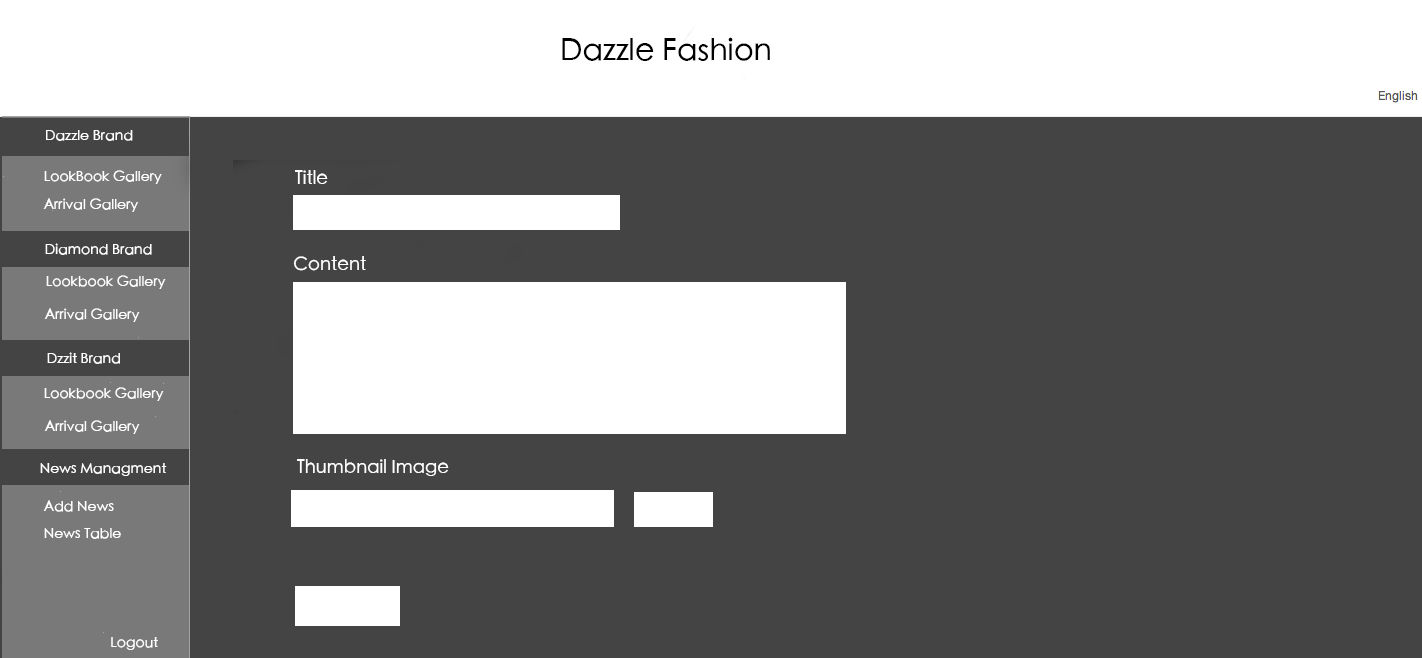 Dazzle Fashion
English
Dazzle Brand
LookBook Gallery
Arrival Gallery
Diamond Brand
Lookbook Gallery
Arrival Gallery
Dzzit Brand
Lookbook Gallery
Arrival Gallery
News Managment
Add News
News Table
Logout
Title
Content
Thumbnail Image